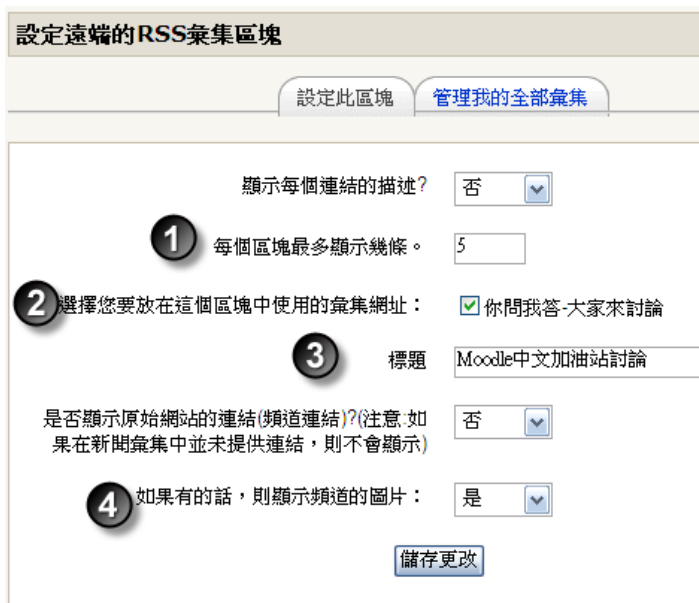 設定遠端的RSS彙集區塊
設定此區塊 管理我的全部彙集
顯示每個連結的描述? 否
1 每個區塊最多顯示幾條。 5
2 選擇您要放在這個區塊中使用的彙集網址： 你問我答-大家來討論
3 標題 Moodle中文加油站討論
是否顯示原始網站的連結(頻道連結)?(注意:如 否
果在新聞彙集中並未提供連結，則不會顯示)
4 如果有的話，則顯示頻道的圖片： 是
儲存更改